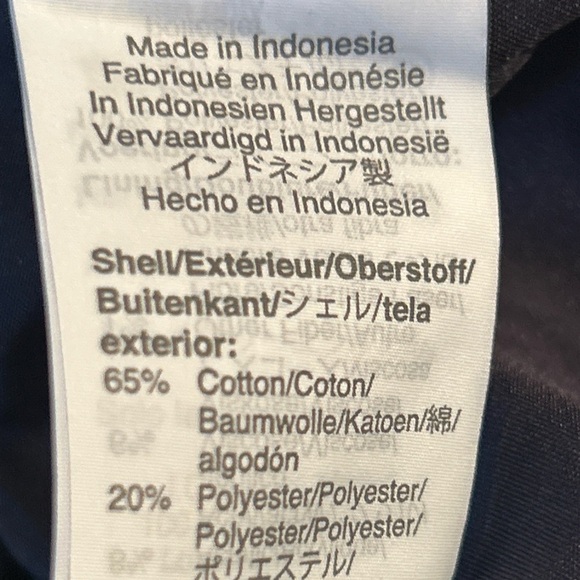 Made in Indonesia
Fabriqué en Indonésie
In Indonesien Hergestellt
Vervaardigd in Indonesië
インドネシア製
Hecho en Indonesia
Shell/Extérieur/Oberstoff/
Buitenkant/シェル/tela
exterior:
65% Cotton/Coton/
Baumwolle/Katoen/綿/
algodón
20% Polyester/Polyester/
Polyester/Polyester/
ポリエステル/